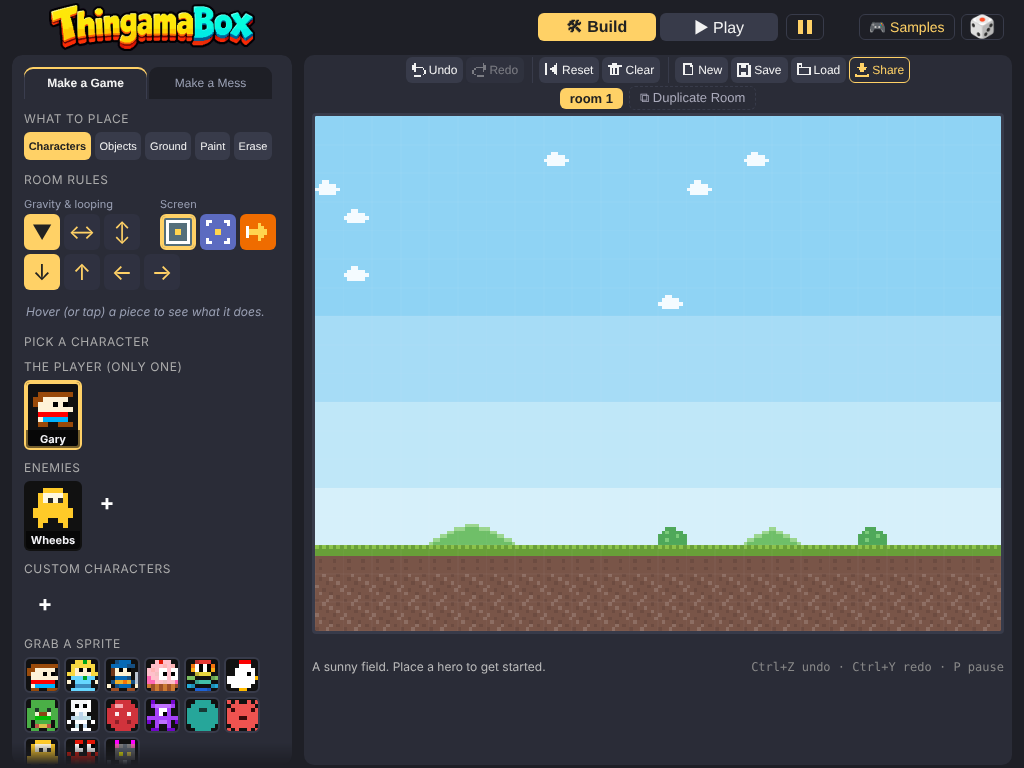 ThingamaBox
🛠 Build
▶ Play
🎮 Samples
Make a Game
Make a Mess
Undo
Redo
Reset
Clear
New
Save
Load
Share
room 1
Duplicate Room
WHAT TO PLACE
Characters
Objects
Ground
Paint
Erase
ROOM RULES
Gravity & looping
Screen
Hover (or tap) a piece to see what it does.
PICK A CHARACTER
THE PLAYER (ONLY ONE)
Gary
ENEMIES
Wheebs
+
CUSTOM CHARACTERS
+
GRAB A SPRITE
A sunny field. Place a hero to get started.
Ctrl+Z undo · Ctrl+Y redo · P pause